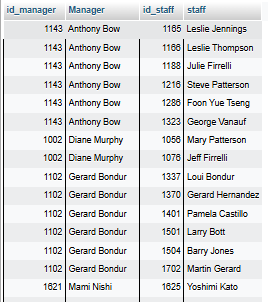 id_manager Manager id_staff staff
1143 Anthony Bow 1165 Leslie Jennings
1143 Anthony Bow 1166 Leslie Thompson
1143 Anthony Bow 1188 Julie Firrelli
1143 Anthony Bow 1216 Steve Patterson
1143 Anthony Bow 1286 Foon Yue Tseng
1143 Anthony Bow 1323 George Vanauf
1002 Diane Murphy 1056 Mary Patterson
1002 Diane Murphy 1076 Jeff Firrelli
1102 Gerard Bondur 1337 Loui Bondur
1102 Gerard Bondur 1370 Gerard Hernandez
1102 Gerard Bondur 1401 Pamela Castillo
1102 Gerard Bondur 1501 Larry Bott
1102 Gerard Bondur 1504 Barry Jones
1102 Gerard Bondur 1702 Martin Gerard
1621 Mami Nishi 1625 Yoshimi Kato